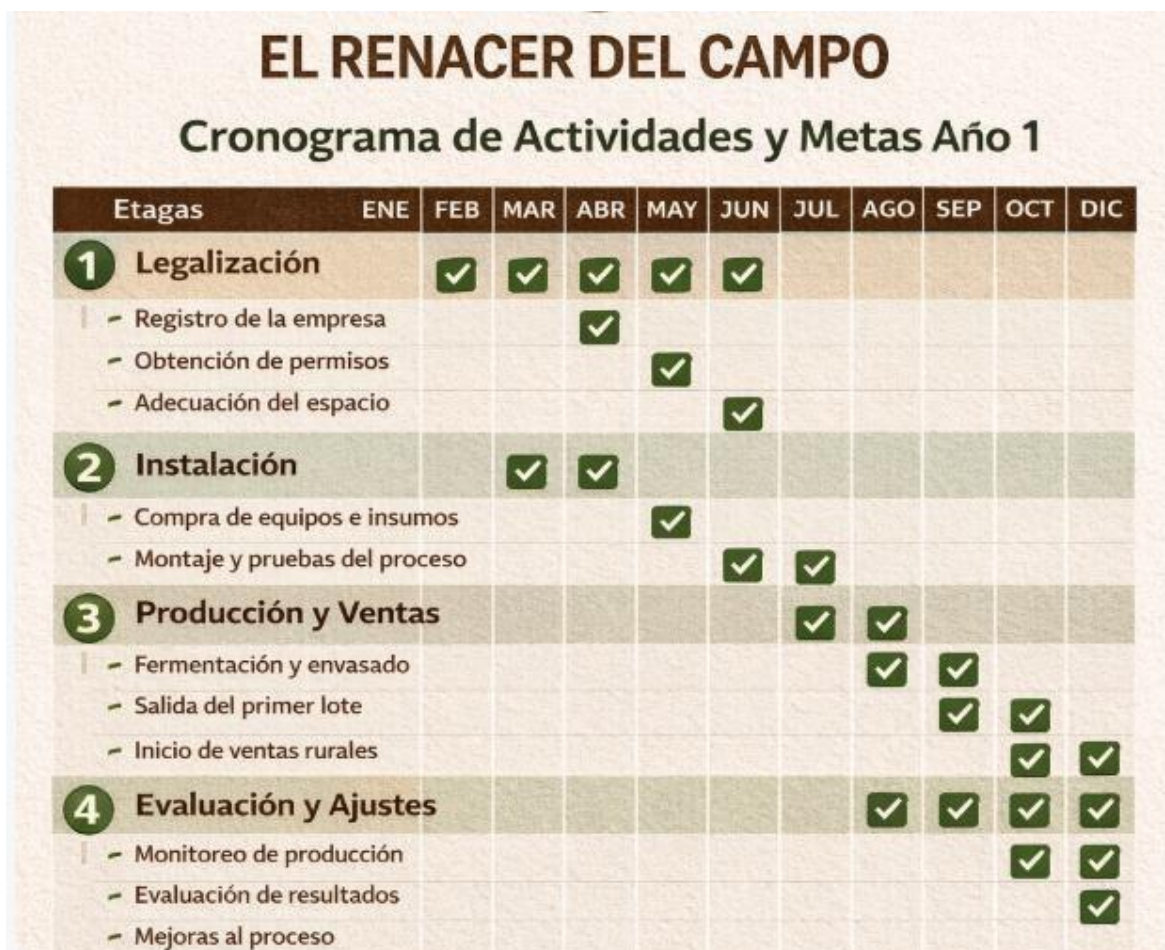 EL RENACER DEL CAMPO
Cronograma de Actividades y Metas Año 1
Etagas ENE FEB MAR ABR MAY JUN JUL AGO SEP OCT DIC
1 Legalización
- Registro de la empresa
- Obtención de permisos
- Adecuación del espacio
2 Instalación
- Compra de equipos e insumos
- Montaje y pruebas del proceso
3 Producción y Ventas
- Fermentación y envasado
- Salida del primer lote
- Inicio de ventas rurales
4 Evaluación y Ajustes
- Monitoreo de producción
- Evaluación de resultados
- Mejoras al proceso